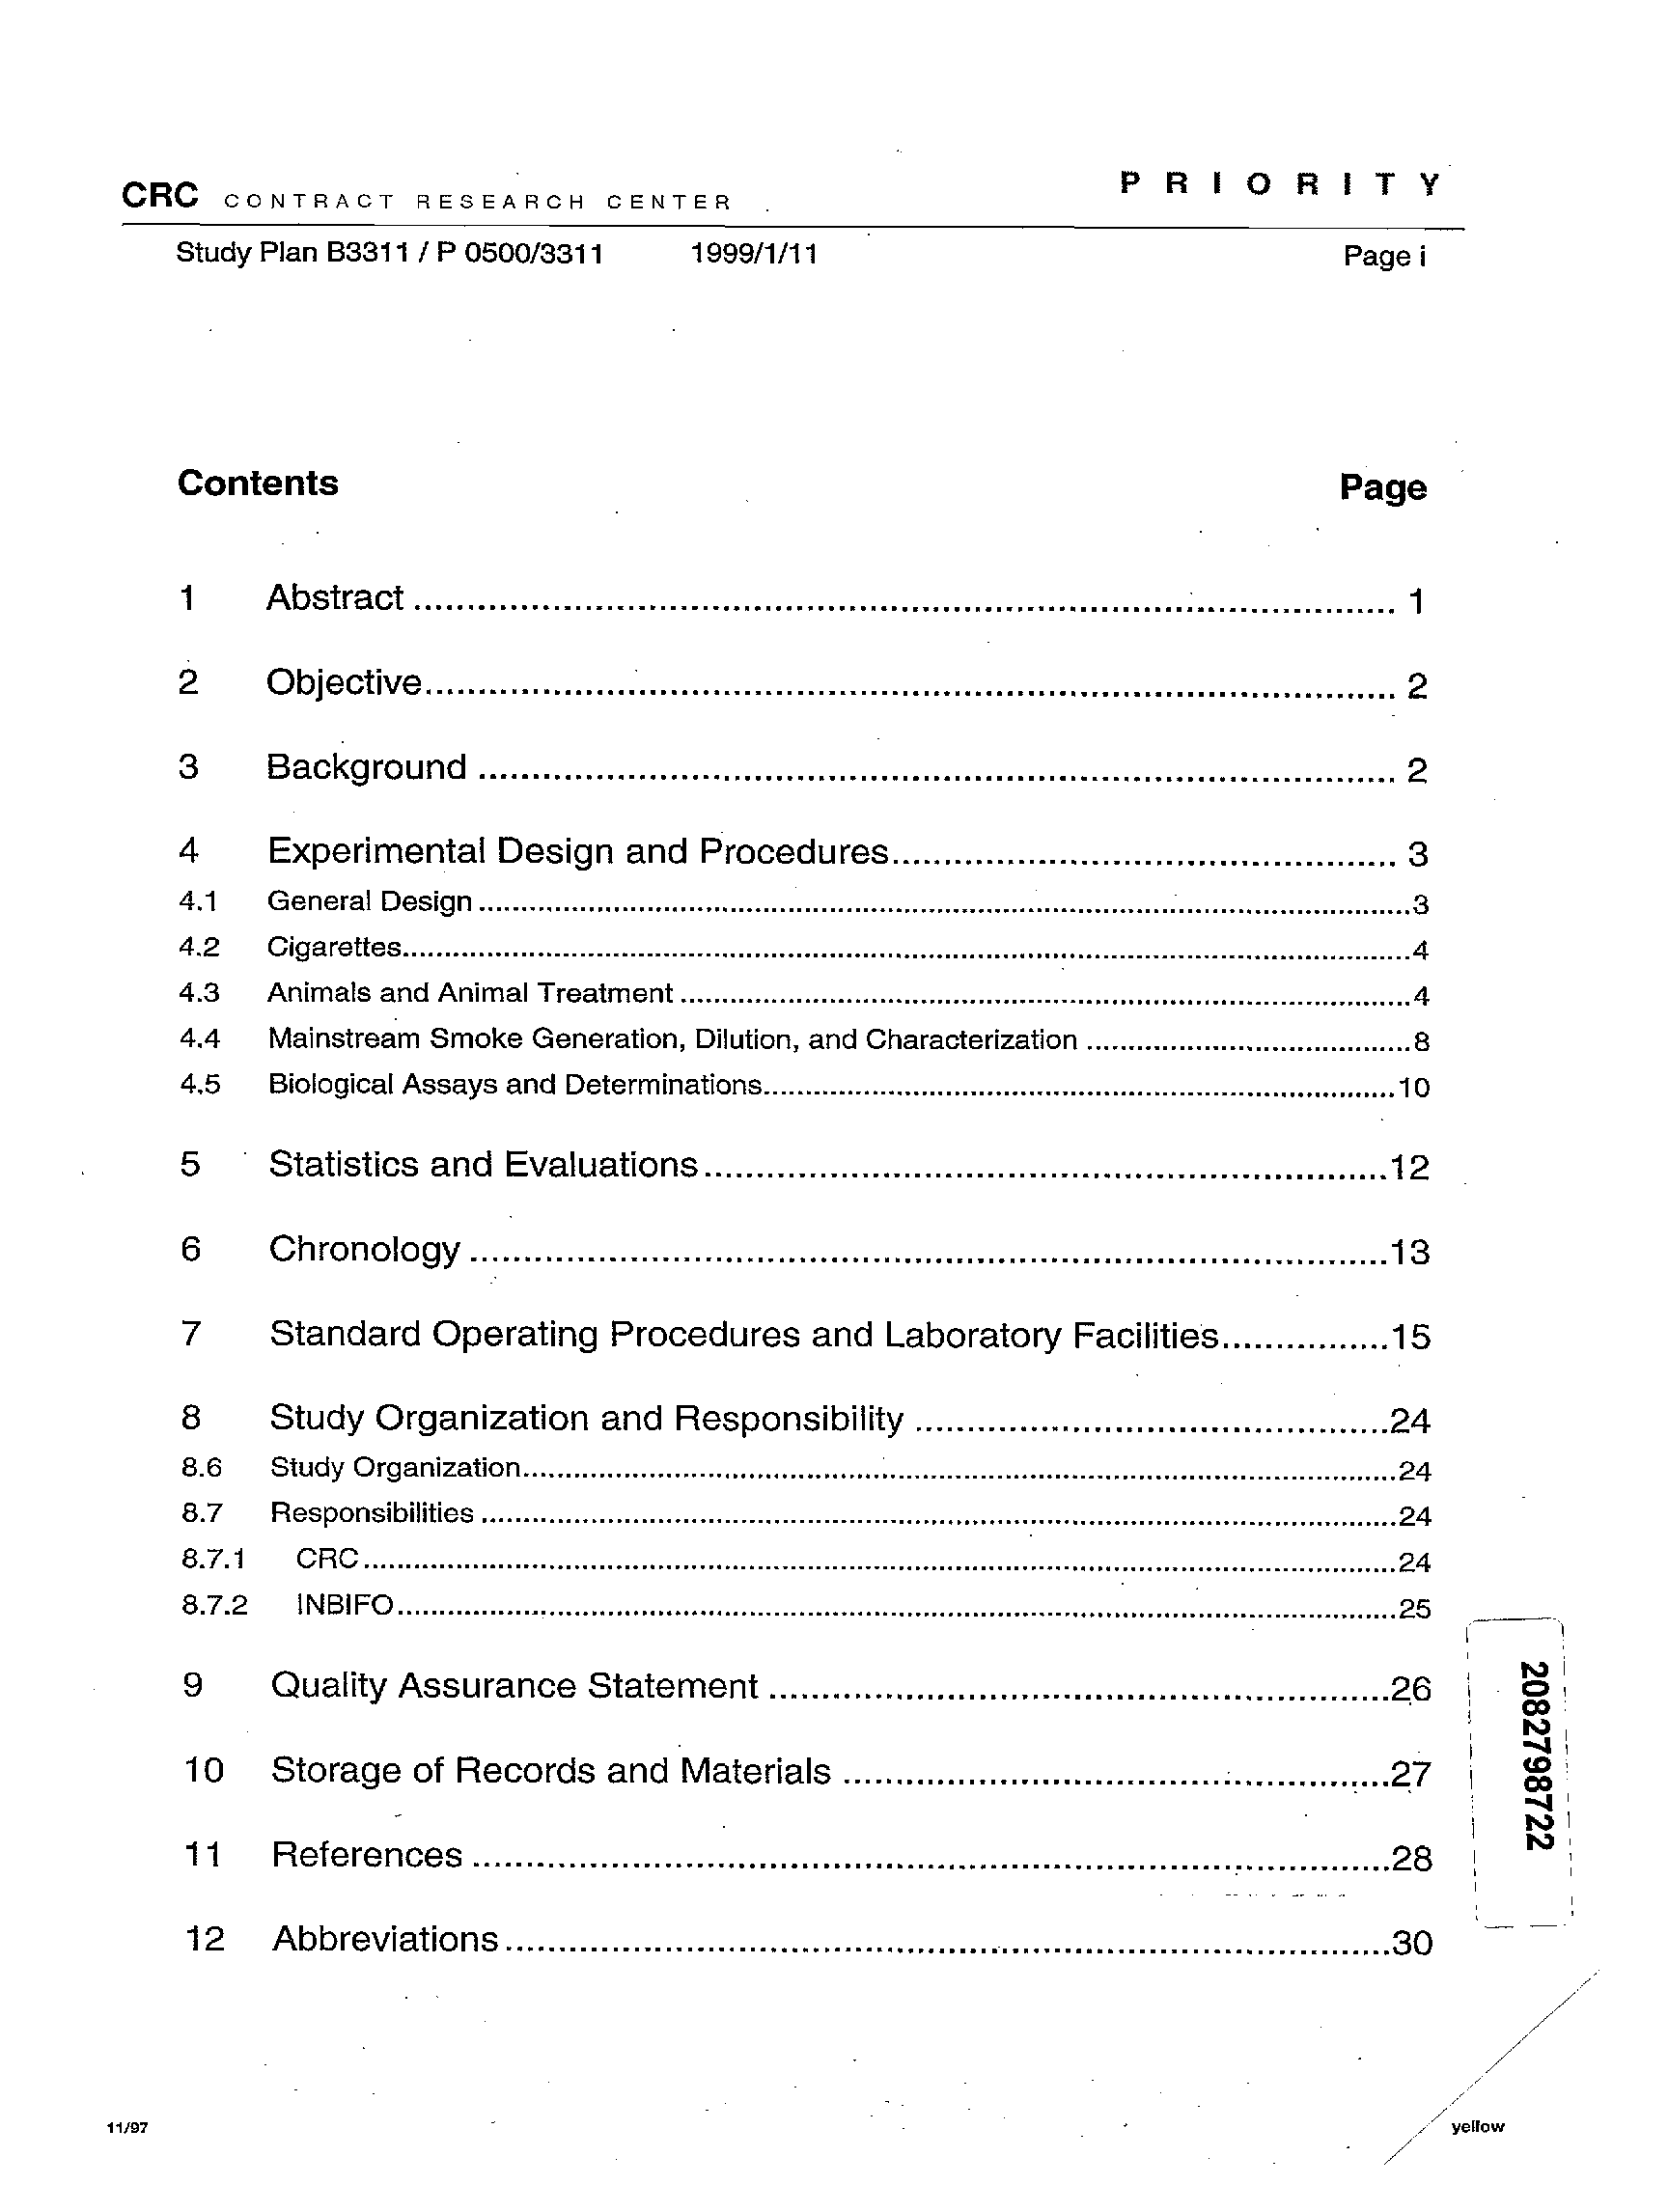 CRC CONTRACT RESEARCH CENTER PRIORITY
Study Plan B3311 / P 0500/3311 1999/1/11 Page i
Contents Page
1 Abstract 1
2 Objective 2
3 Background 2
4 Experimental Design and Procedures 3
4.1 General Design 3
4.2 Cigarettes 4
4.3 Animals and Animal Treatment 4
4.4 Mainstream Smoke Generation, Dilution, and Characterization 8
4.5 Biological Assays and Determinations 10
5 Statistics and Evaluations 12
6 Chronology 13
7 Standard Operating Procedures and Laboratory Facilities 15
8 Study Organization and Responsibility 24
8.6 Study Organization 24
8.7 Responsibilities 24
8.7.1 CRC 24
8.7.2 INBIFO 25
9 Quality Assurance Statement 26
10 Storage of Records and Materials 27
11 References 28
12 Abbreviations 30
2082798722
11/97 yellow